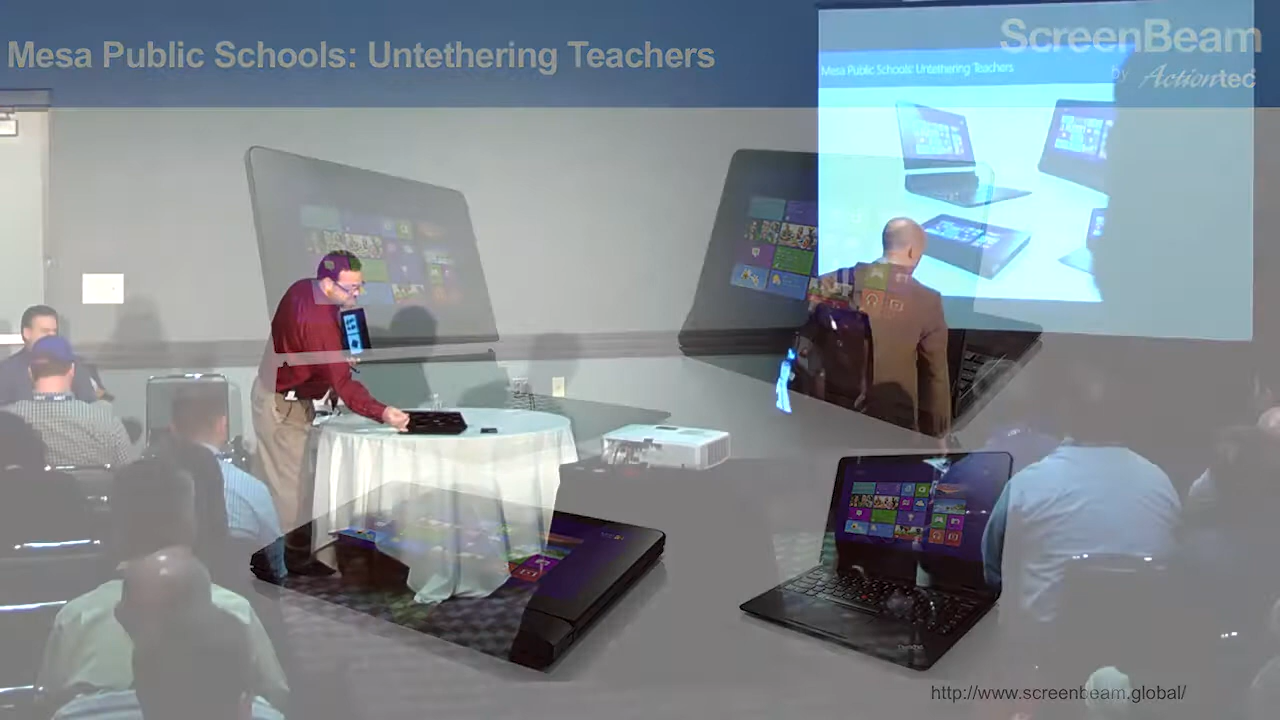 Mesa Public Schools: Untethering Teachers
ScreenBeam
by Actiontec
Mesa Public Schools: Untethering Teachers
http://www.screenbeam.global/